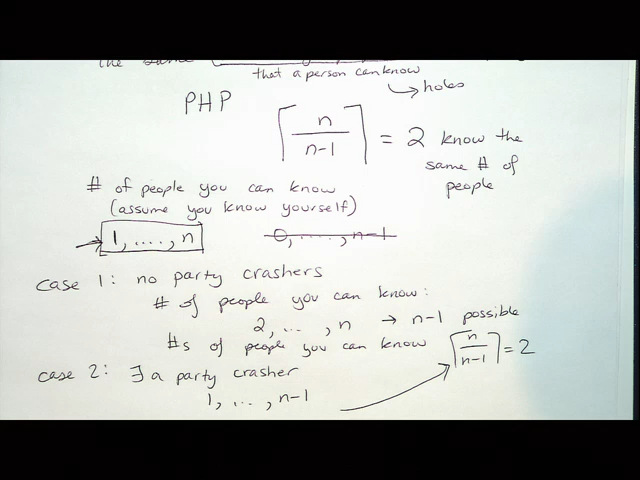 the same
that a person can know
→ holes
PHP
⌈n/(n-1)⌉ = 2 know the
same # of
people
# of people you can know
(assume you know yourself)
→ 1, ...., n
0, ...., n-1
case 1: no party crashers
# of people you can know:
2, ... , n → n-1 possible
#s of people you can know
⌈n/(n-1)⌉ = 2
case 2: ∃ a party crasher
1, ... , n-1